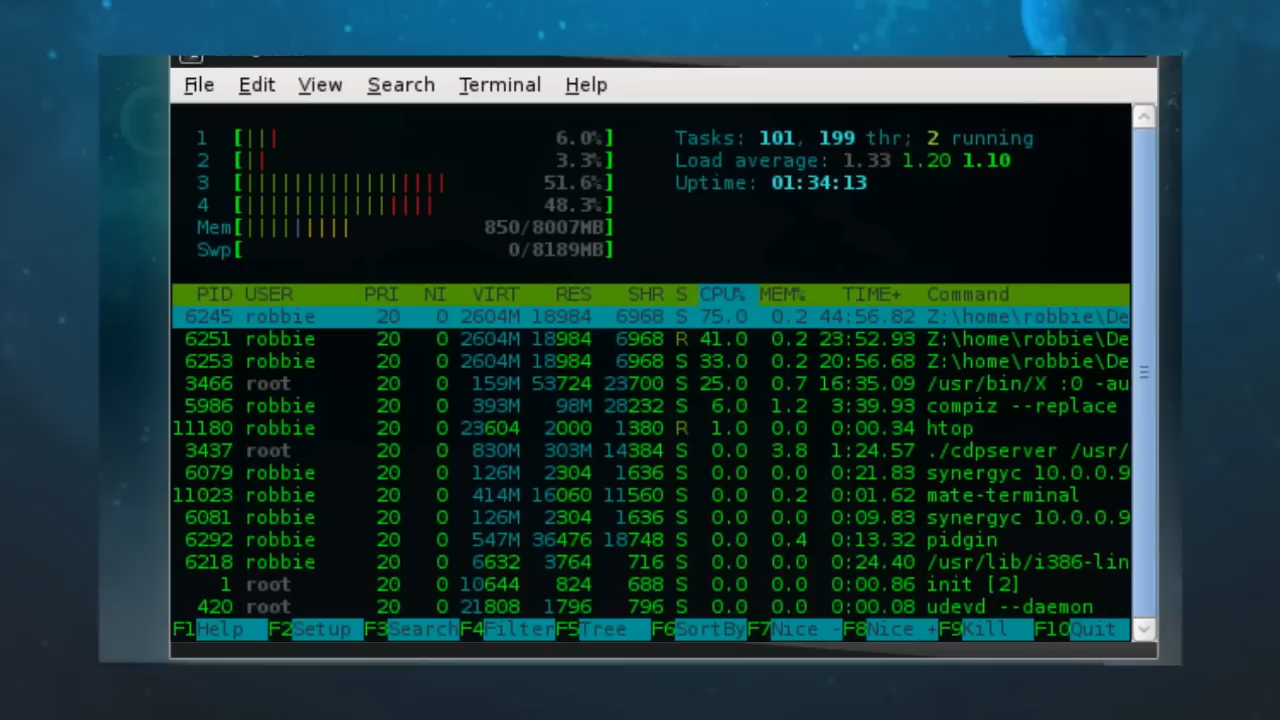 File Edit View Search Terminal Help
1 [||| 6.0%] Tasks: 101, 199 thr; 2 running
2 [|| 3.3%] Load average: 1.33 1.20 1.10
3 [||||||||||||||||| 51.6%] Uptime: 01:34:13
4 [|||||||||||||||| 48.3%]
Mem[||||||||| 850/8007MB]
Swp[ 0/8189MB]
PID USER PRI NI VIRT RES SHR S CPU% MEM% TIME+ Command
6245 robbie 20 0 2604M 18984 6968 S 75.0 0.2 44:56.82 Z:\home\robbie\De
6251 robbie 20 0 2604M 18984 6968 R 41.0 0.2 23:52.93 Z:\home\robbie\De
6253 robbie 20 0 2604M 18984 6968 S 33.0 0.2 20:56.68 Z:\home\robbie\De
3466 root 20 0 159M 53724 23700 S 25.0 0.7 16:35.09 /usr/bin/X :0 -au
5986 robbie 20 0 393M 98M 28232 S 6.0 1.2 3:39.93 compiz --replace
11180 robbie 20 0 23604 2000 1380 R 1.0 0.0 0:00.34 htop
3437 root 20 0 830M 303M 14384 S 0.0 3.8 1:24.57 ./cdpserver /usr/
6079 robbie 20 0 126M 2304 1636 S 0.0 0.0 0:21.83 synergyc 10.0.0.9
11023 robbie 20 0 414M 16060 11560 S 0.0 0.2 0:01.62 mate-terminal
6081 robbie 20 0 126M 2304 1636 S 0.0 0.0 0:09.83 synergyc 10.0.0.9
6292 robbie 20 0 547M 36476 18748 S 0.0 0.4 0:13.32 pidgin
6218 robbie 20 0 6632 3764 716 S 0.0 0.0 0:24.40 /usr/lib/i386-lin
1 root 20 0 10644 824 688 S 0.0 0.0 0:00.86 init [2]
420 root 20 0 21808 1796 796 S 0.0 0.0 0:00.08 udevd --daemon
F1Help F2Setup F3SearchF4FilterF5Tree F6SortByF7Nice -F8Nice +F9Kill F10Quit